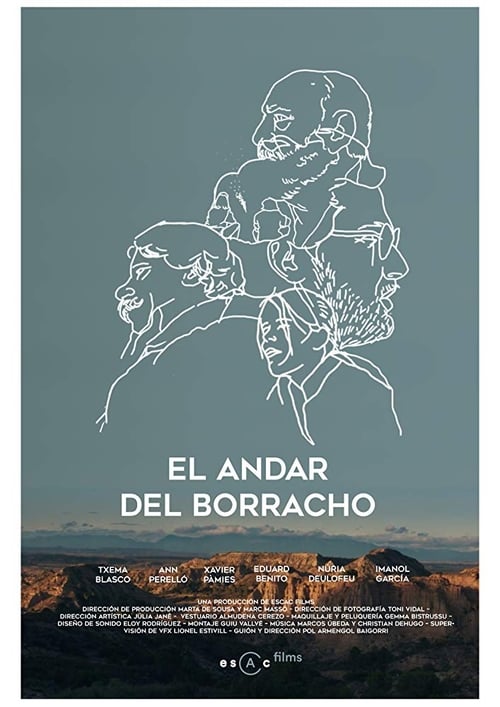 EL ANDAR
DEL BORRACHO
TXEMA BLASCO
ANN PERELLÓ
XAVIER PÀMIES
EDUARD BENITO
NÚRIA DEULOFEU
IMANOL GARCÍA
UNA PRODUCCIÓN DE ESCAC FILMS
DIRECCIÓN DE PRODUCCIÓN MARTA DE SOUSA Y MARC MASSÓ – DIRECCIÓN DE FOTOGRAFÍA TONI VIDAL –
DIRECCIÓN ARTÍSTICA JÚLIA JANÉ – VESTUARIO ALMUDENA CEREZO – MAQUILLAJE Y PELUQUERÍA GEMMA BISTRUSSU –
DISEÑO DE SONIDO ELOY RODRÍGUEZ – MONTAJE GUIU VALLVÉ – MÚSICA MARCOS ÚBEDA Y CHRISTIAN DEHUGO – SUPER-
VISIÓN DE VFX LIONEL ESTIVILL – GUIÓN Y DIRECCIÓN POL ARMENGOL BAIGORRI
esAc films